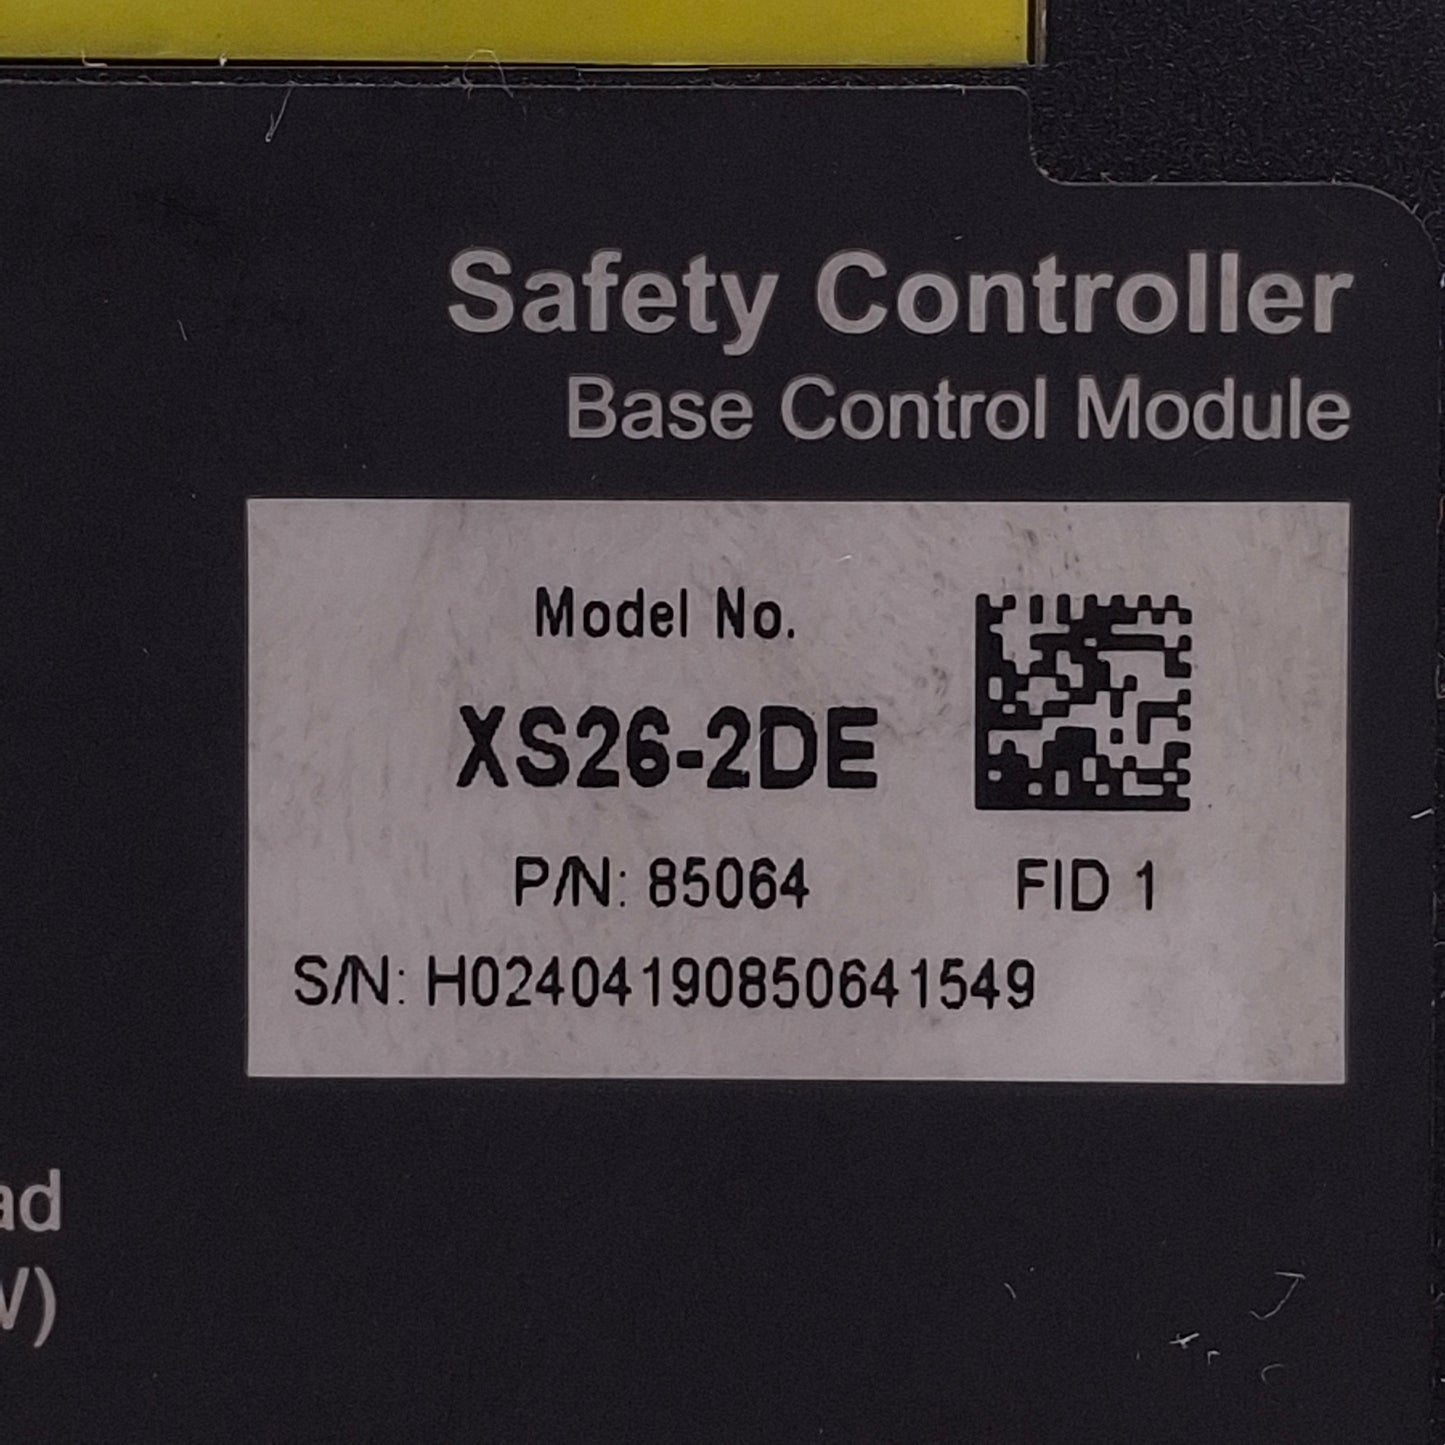 Safety Controller
Base Control Module
Model No.
XS26-2DE
P/N: 85064 FID 1
S/N: H02404190850641549
ad